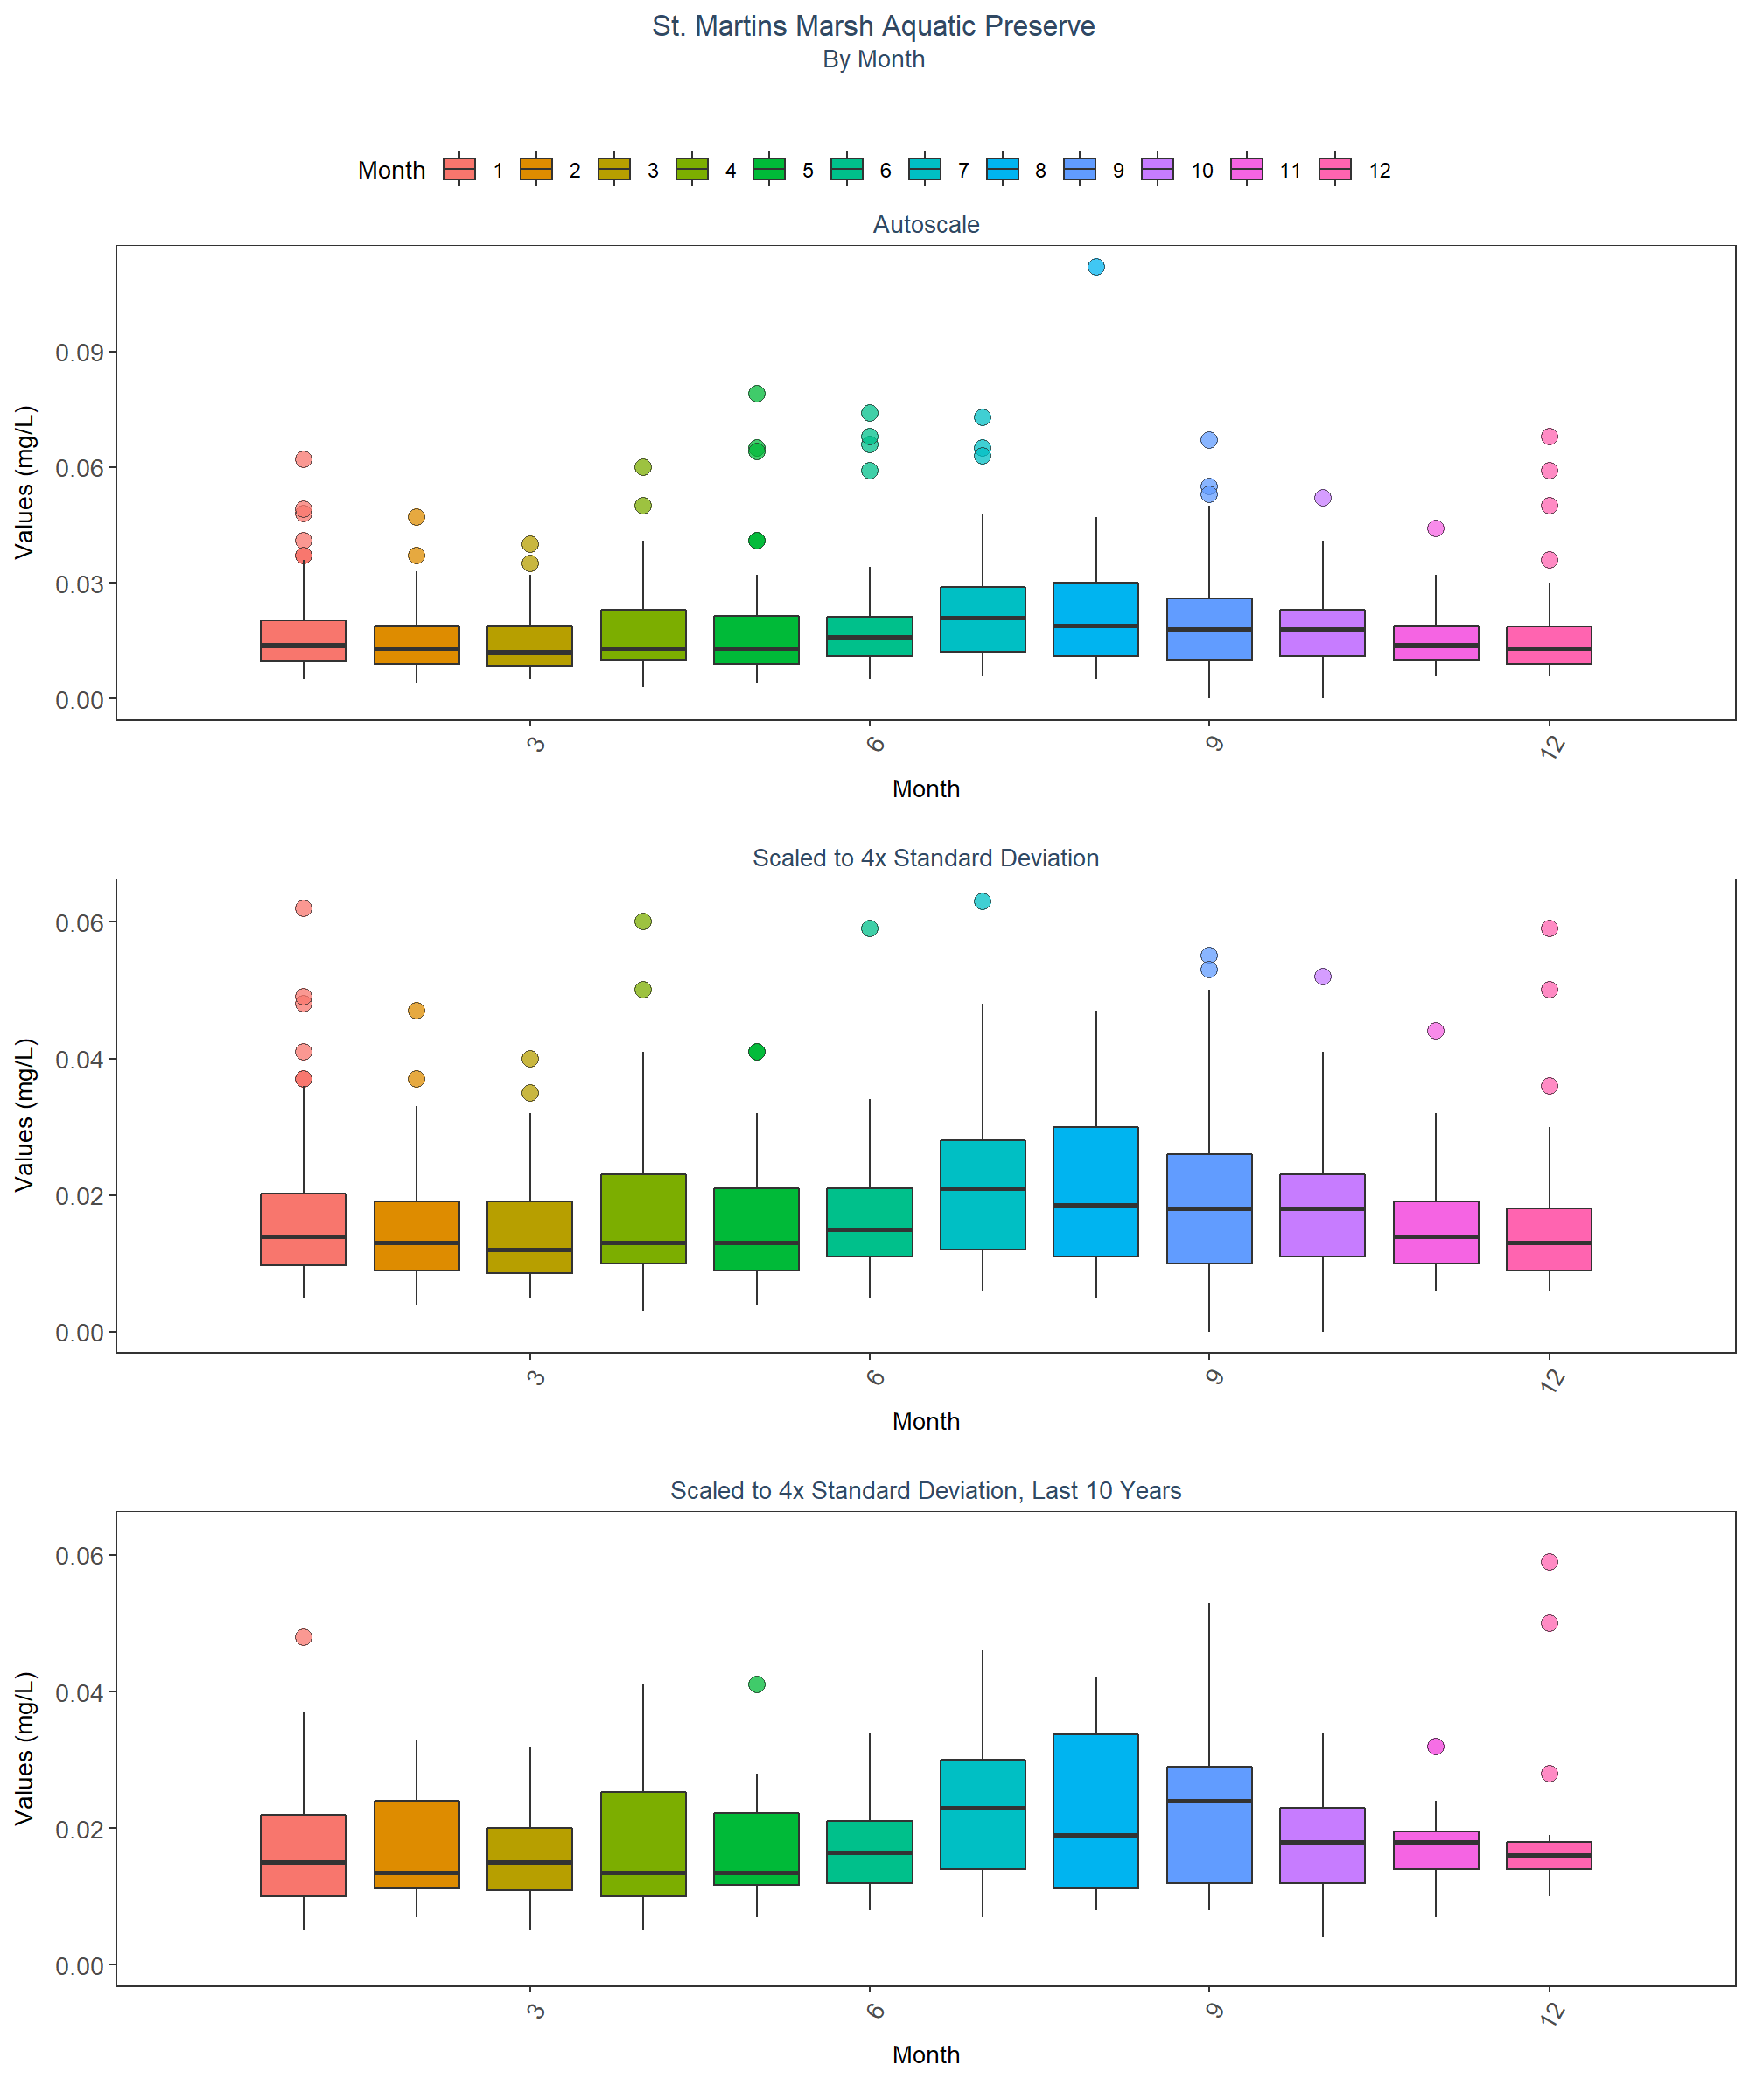 St. Martins Marsh Aquatic Preserve
By Month
Month 1 2 3 4 5 6 7 8 9 10 11 12
Autoscale
Values (mg/L)
0.09
0.06
0.03
0.00
3 6 9 12
Month
Scaled to 4x Standard Deviation
Values (mg/L)
0.06
0.04
0.02
0.00
3 6 9 12
Month
Scaled to 4x Standard Deviation, Last 10 Years
Values (mg/L)
0.06
0.04
0.02
0.00
3 6 9 12
Month